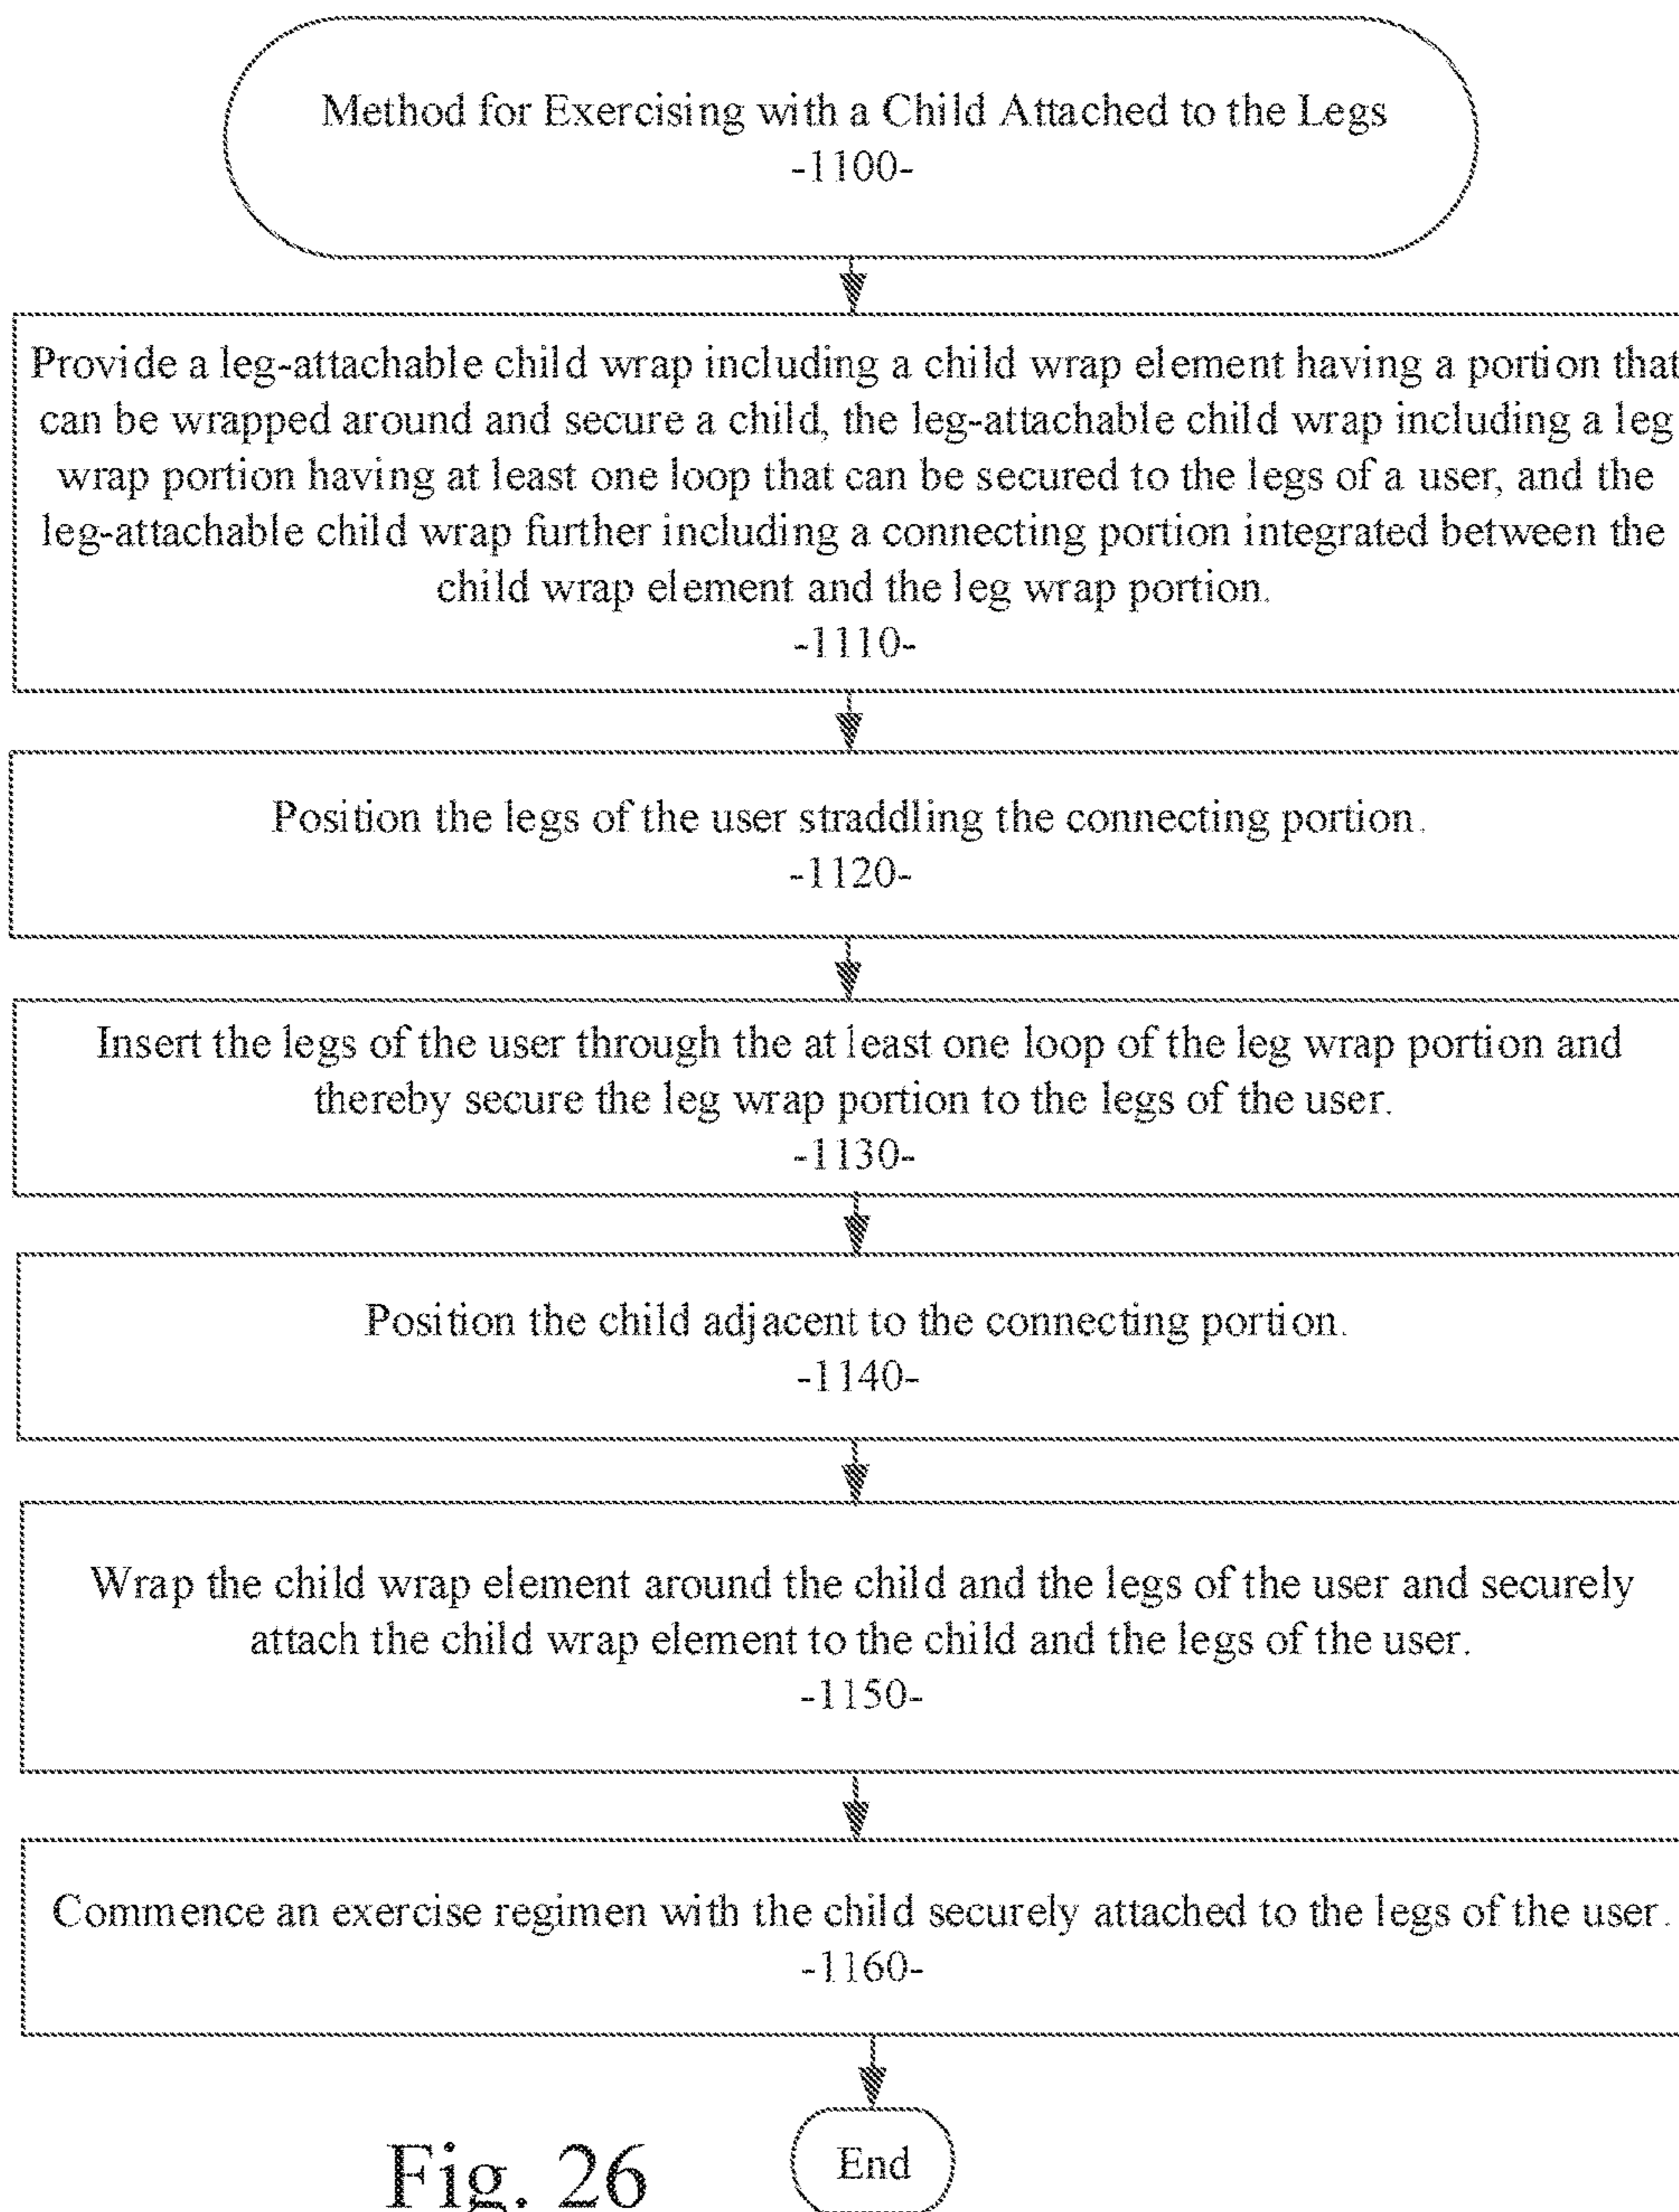 Method for Exercising with a Child Attached to the Legs
-1100-
Provide a leg-attachable child wrap including a child wrap element having a portion that
can be wrapped around and secure a child, the leg-attachable child wrap including a leg
wrap portion having at least one loop that can be secured to the legs of a user, and the
leg-attachable child wrap further including a connecting portion integrated between the
child wrap element and the leg wrap portion.
-1110-
Position the legs of the user straddling the connecting portion.
-1120-
Insert the legs of the user through the at least one loop of the leg wrap portion and
thereby secure the leg wrap portion to the legs of the user.
-1130-
Position the child adjacent to the connecting portion.
-1140-
Wrap the child wrap element around the child and the legs of the user and securely
attach the child wrap element to the child and the legs of the user.
-1150-
Commence an exercise regimen with the child securely attached to the legs of the user.
-1160-
End
Fig. 26